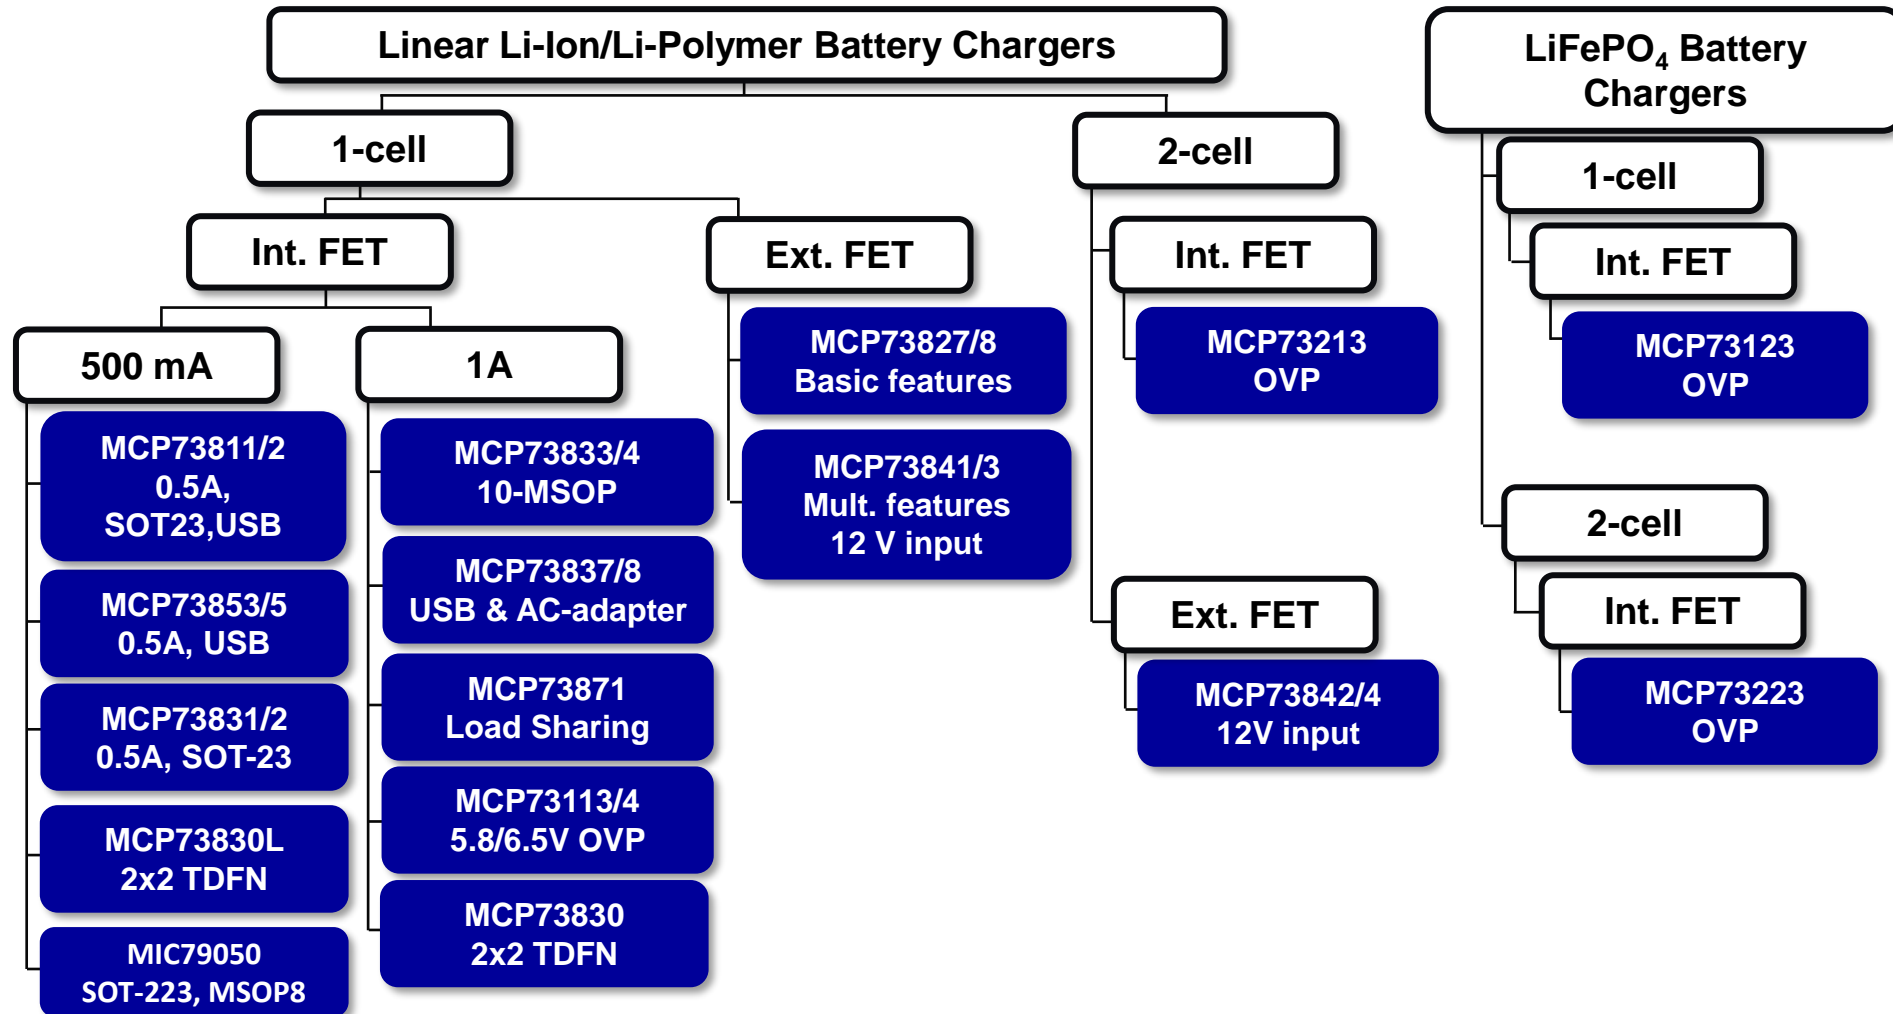 Linear Li-Ion/Li-Polymer Battery Chargers
1-cell
Int. FET
500 mA
MCP73811/2
0.5A,
SOT23,USB
MCP73853/5
0.5A, USB
MCP73831/2
0.5A, SOT-23
MCP73830L
2x2 TDFN
MIC79050
SOT-223, MSOP8
1A
MCP73833/4
10-MSOP
MCP73837/8
USB & AC-adapter
MCP73871
Load Sharing
MCP73113/4
5.8/6.5V OVP
MCP73830
2x2 TDFN
Ext. FET
MCP73827/8
Basic features
MCP73841/3
Mult. features
12 V input
2-cell
Int. FET
MCP73213
OVP
Ext. FET
MCP73842/4
12V input
LiFePO₄ Battery
Chargers
1-cell
Int. FET
MCP73123
OVP
2-cell
Int. FET
MCP73223
OVP